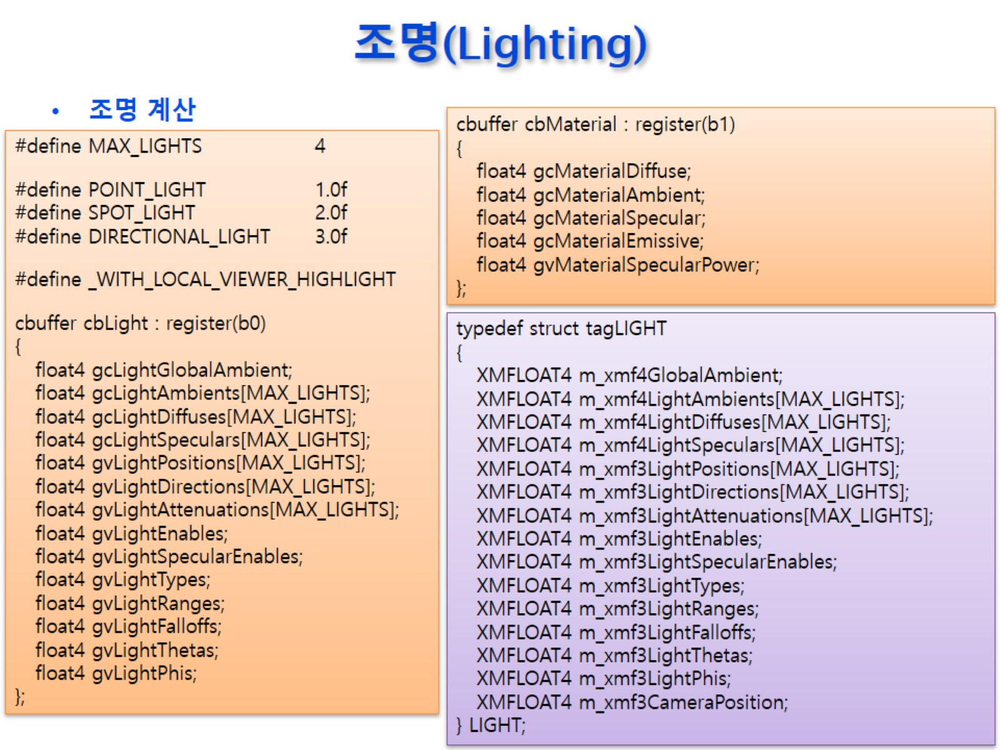 조명(Lighting)
• 조명 계산
#define MAX_LIGHTS 4
#define POINT_LIGHT 1.0f
#define SPOT_LIGHT 2.0f
#define DIRECTIONAL_LIGHT 3.0f
#define _WITH_LOCAL_VIEWER_HIGHLIGHT
cbuffer cbLight : register(b0)
{
float4 gcLightGlobalAmbient;
float4 gcLightAmbients[MAX_LIGHTS];
float4 gcLightDiffuses[MAX_LIGHTS];
float4 gcLightSpeculars[MAX_LIGHTS];
float4 gvLightPositions[MAX_LIGHTS];
float4 gvLightDirections[MAX_LIGHTS];
float4 gvLightAttenuations[MAX_LIGHTS];
float4 gvLightEnables;
float4 gvLightSpecularEnables;
float4 gvLightTypes;
float4 gvLightRanges;
float4 gvLightFalloffs;
float4 gvLightThetas;
float4 gvLightPhis;
};
cbuffer cbMaterial : register(b1)
{
float4 gcMaterialDiffuse;
float4 gcMaterialAmbient;
float4 gcMaterialSpecular;
float4 gcMaterialEmissive;
float4 gvMaterialSpecularPower;
};
typedef struct tagLIGHT
{
XMFLOAT4 m_xmf4GlobalAmbient;
XMFLOAT4 m_xmf4LightAmbients[MAX_LIGHTS];
XMFLOAT4 m_xmf4LightDiffuses[MAX_LIGHTS];
XMFLOAT4 m_xmf4LightSpeculars[MAX_LIGHTS];
XMFLOAT4 m_xmf3LightPositions[MAX_LIGHTS];
XMFLOAT4 m_xmf3LightDirections[MAX_LIGHTS];
XMFLOAT4 m_xmf3LightAttenuations[MAX_LIGHTS];
XMFLOAT4 m_xmf3LightEnables;
XMFLOAT4 m_xmf3LightSpecularEnables;
XMFLOAT4 m_xmf3LightTypes;
XMFLOAT4 m_xmf3LightRanges;
XMFLOAT4 m_xmf3LightFalloffs;
XMFLOAT4 m_xmf3LightThetas;
XMFLOAT4 m_xmf3LightPhis;
XMFLOAT4 m_xmf3CameraPosition;
} LIGHT;